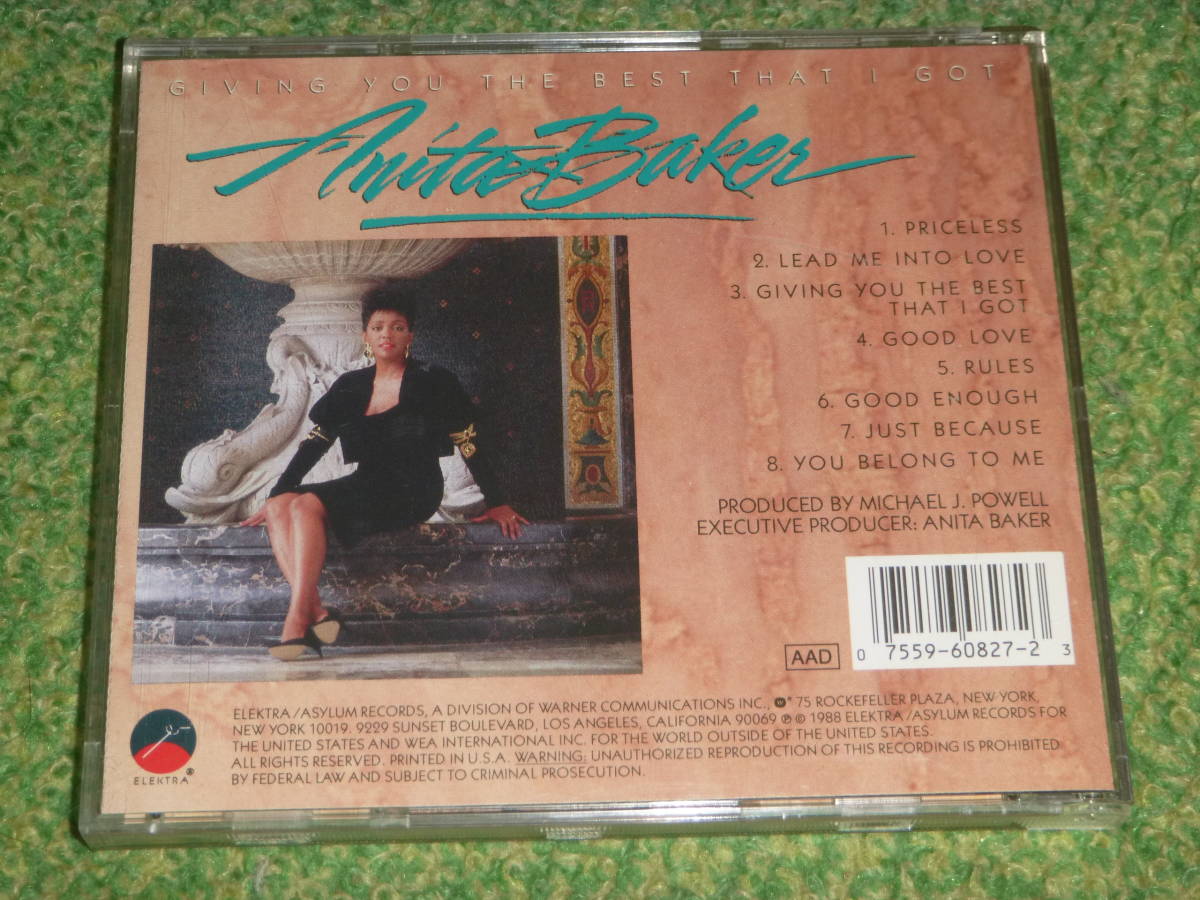 GIVING YOU THE BEST THAT I GOT
Anita Baker
1. PRICELESS
2. LEAD ME INTO LOVE
3. GIVING YOU THE BEST
THAT I GOT
4. GOOD LOVE
5. RULES
6. GOOD ENOUGH
7. JUST BECAUSE
8. YOU BELONG TO ME
PRODUCED BY MICHAEL J. POWELL
EXECUTIVE PRODUCER: ANITA BAKER
AAD
0 7559-60827-2 3
ELEKTRA/ASYLUM RECORDS, A DIVISION OF WARNER COMMUNICATIONS INC., ® 75 ROCKEFELLER PLAZA, NEW YORK,
NEW YORK 10019. 9229 SUNSET BOULEVARD, LOS ANGELES, CALIFORNIA 90069 ℗ © 1988 ELEKTRA/ASYLUM RECORDS FOR
THE UNITED STATES AND WEA INTERNATIONAL INC. FOR THE WORLD OUTSIDE OF THE UNITED STATES.
ALL RIGHTS RESERVED. PRINTED IN U.S.A. WARNING: UNAUTHORIZED REPRODUCTION OF THIS RECORDING IS PROHIBITED
BY FEDERAL LAW AND SUBJECT TO CRIMINAL PROSECUTION.
ELEKTRA®